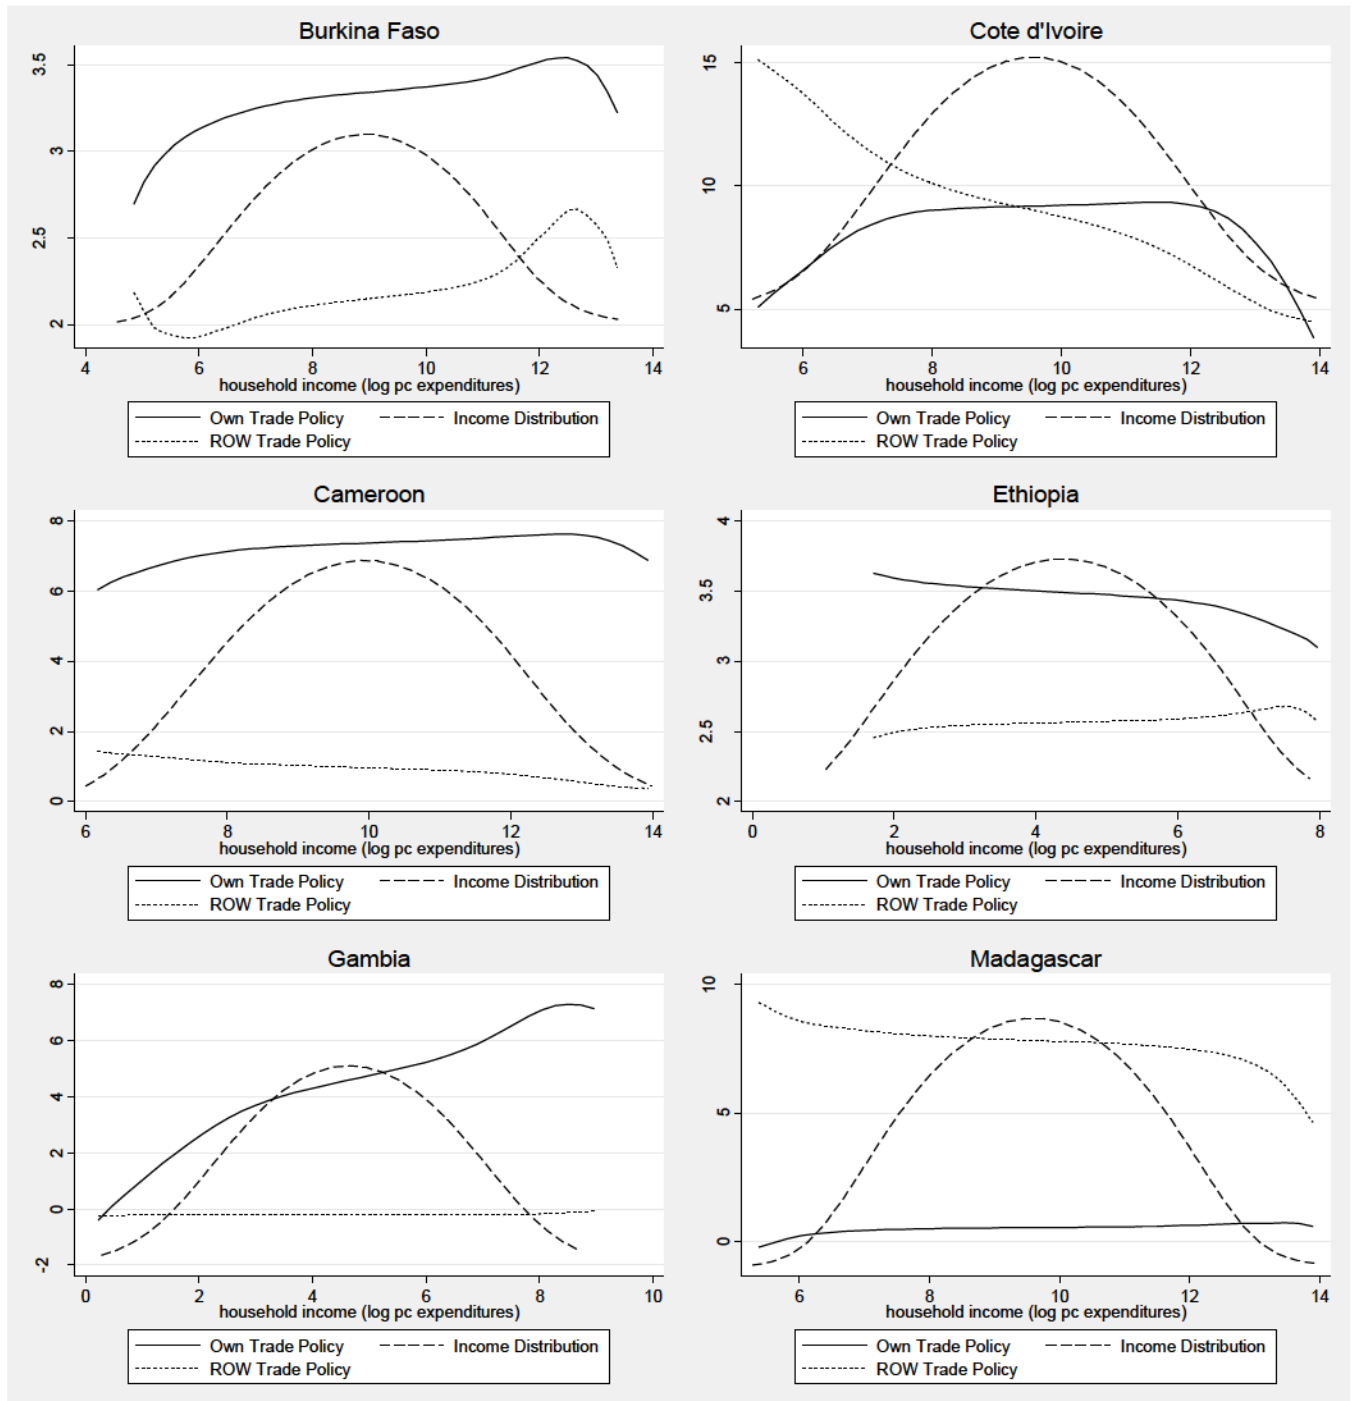 Burkina Faso
3.5
3
2.5
2
4 6 8 10 12 14
household income (log pc expenditures)
Own Trade Policy Income Distribution
ROW Trade Policy
Cote d'Ivoire
15
10
5
6 8 10 12 14
household income (log pc expenditures)
Own Trade Policy Income Distribution
ROW Trade Policy
Cameroon
8
6
4
2
0
6 8 10 12 14
household income (log pc expenditures)
Own Trade Policy Income Distribution
ROW Trade Policy
Ethiopia
4
3.5
3
2.5
2
0 2 4 6 8
household income (log pc expenditures)
Own Trade Policy Income Distribution
ROW Trade Policy
Gambia
8
6
4
2
0
-2
0 2 4 6 8 10
household income (log pc expenditures)
Own Trade Policy Income Distribution
ROW Trade Policy
Madagascar
10
5
0
6 8 10 12 14
household income (log pc expenditures)
Own Trade Policy Income Distribution
ROW Trade Policy